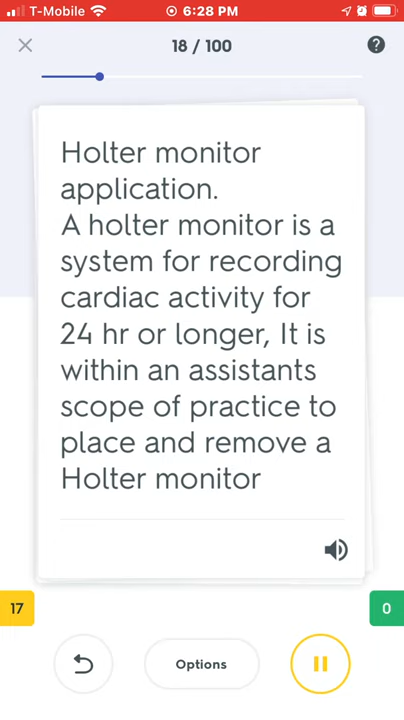 T-Mobile 6:28 PM
18 / 100
?
Holter monitor
application.
A holter monitor is a
system for recording
cardiac activity for
24 hr or longer, It is
within an assistants
scope of practice to
place and remove a
Holter monitor
17
0
Options